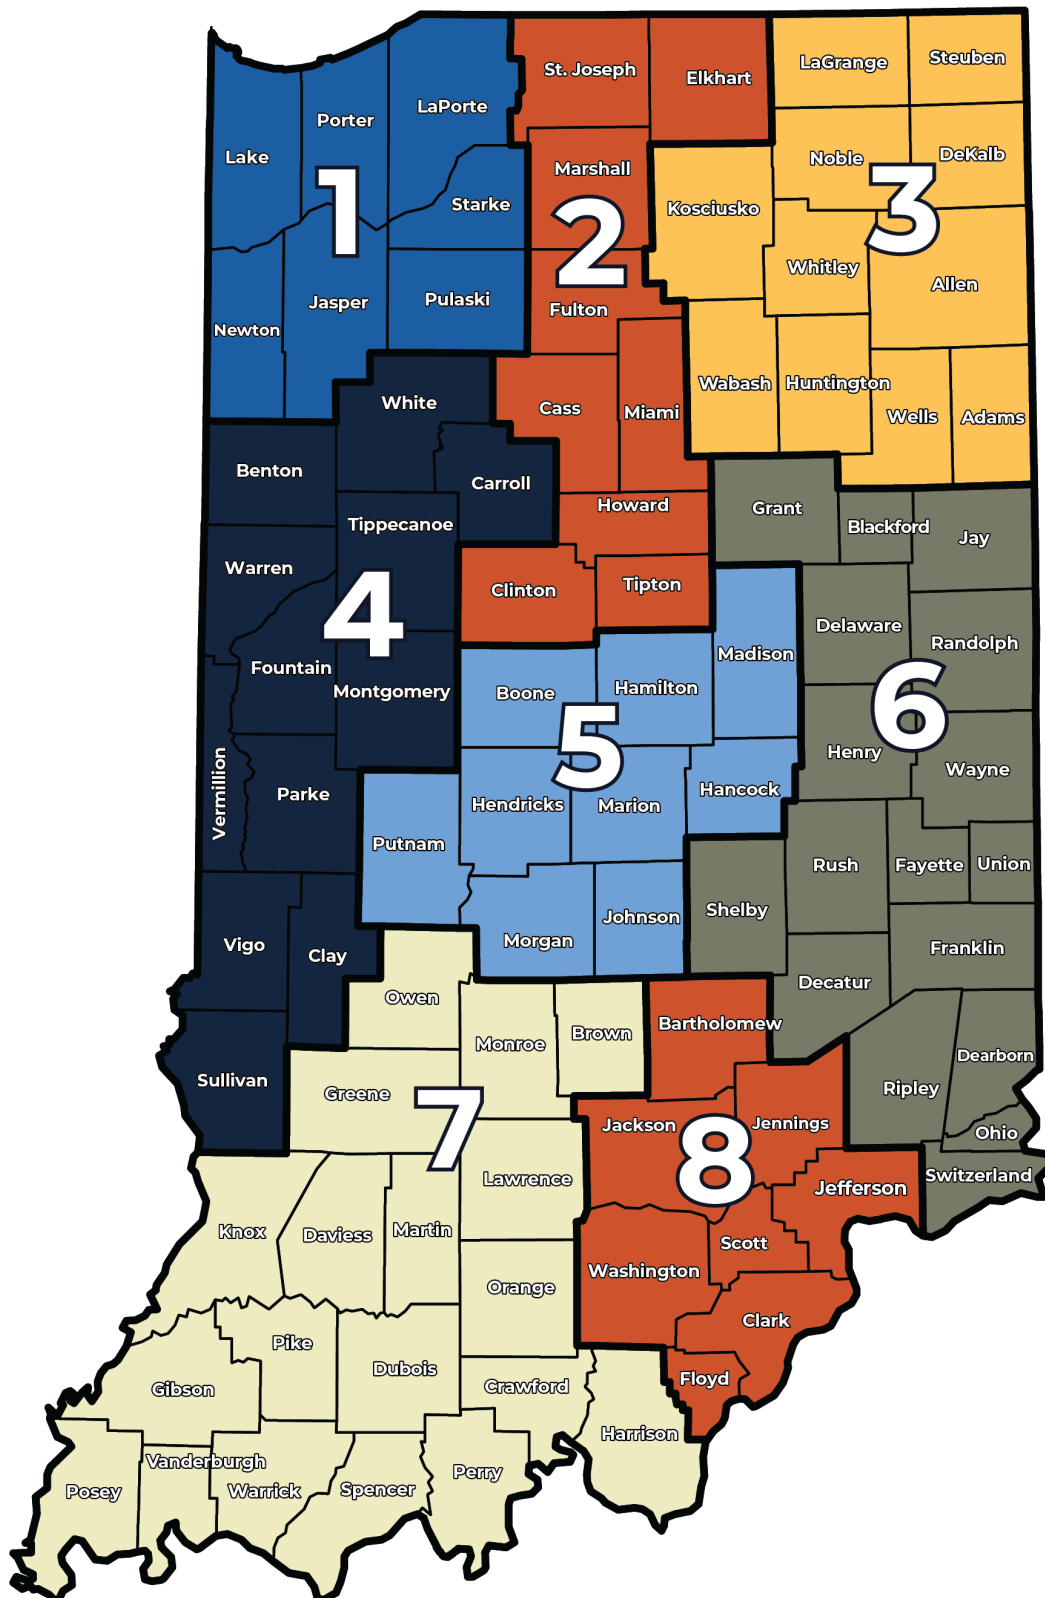 St. Joseph
Elkhart
LaGrange
Steuben
LaPorte
Porter
Lake
Marshall
Noble
DeKalb
1
2
3
Starke
Kosciusko
Whitley
Allen
Jasper
Pulaski
Fulton
Newton
White
Cass
Miami
Wabash
Huntington
Wells
Adams
Benton
Carroll
Grant
Howard
Blackford
Jay
Tippecanoe
Warren
Clinton
Tipton
4
Delaware
Randolph
Fountain
Madison
Montgomery
Boone
Hamilton
5
6
Henry
Wayne
Vermillion
Parke
Hendricks
Marion
Hancock
Putnam
Rush
Fayette
Union
Shelby
Johnson
Morgan
Vigo
Clay
Franklin
Decatur
Owen
Bartholomew
Brown
Monroe
Dearborn
Sullivan
Greene
Ripley
7
Jackson
Jennings
8
Ohio
Switzerland
Lawrence
Jefferson
Knox
Daviess
Martin
Scott
Washington
Orange
Clark
Pike
Dubois
Floyd
Gibson
Crawford
Harrison
Vanderburgh
Perry
Posey
Warrick
Spencer